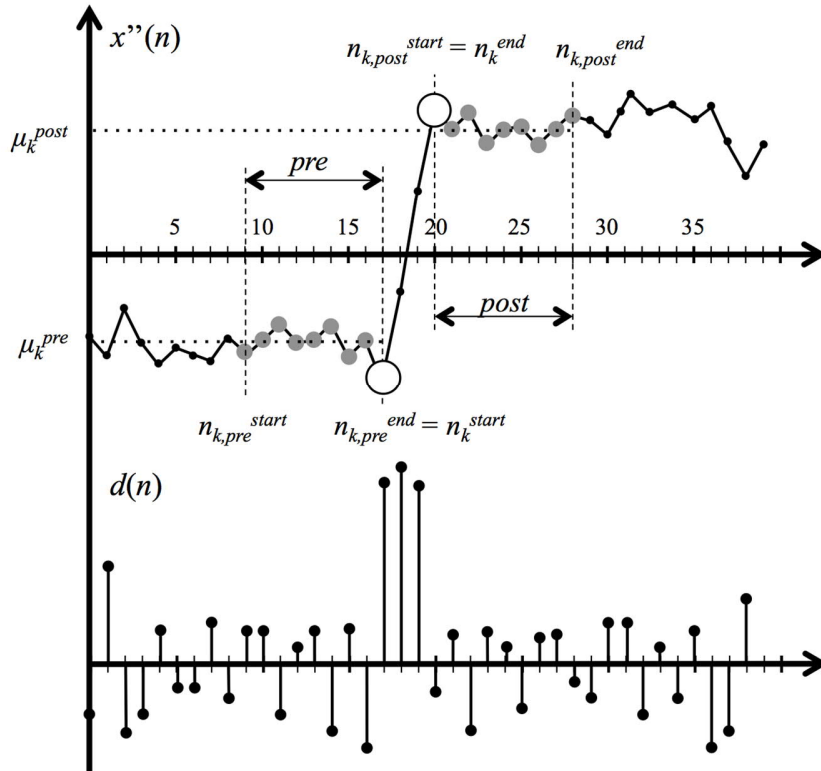 x”(n)
n_{k,post}^{start} = n_k^{end} n_{k,post}^{end}
μ_k^{post}
pre
5 10 15 20 25 30 35
post
μ_k^{pre}
n_{k,pre}^{start} n_{k,pre}^{end} = n_k^{start}
d(n)